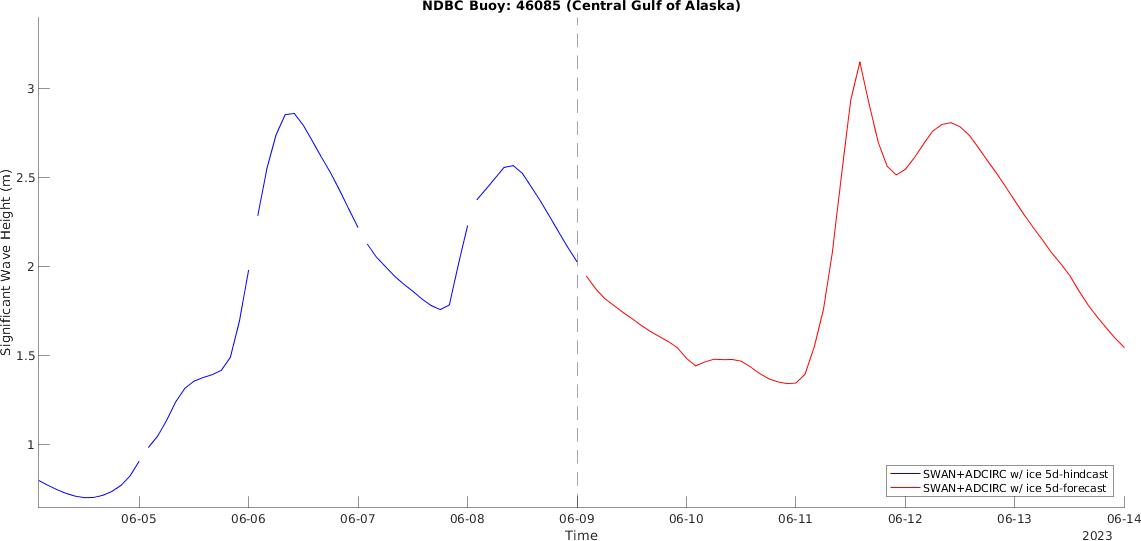 NDBC Buoy: 46085 (Central Gulf of Alaska)
Significant Wave Height (m)
3
2.5
2
1.5
1
SWAN+ADCIRC w/ ice 5d-hindcast
SWAN+ADCIRC w/ ice 5d-forecast
06-05 06-06 06-07 06-08 06-09 06-10 06-11 06-12 06-13 06-14
Time
2023